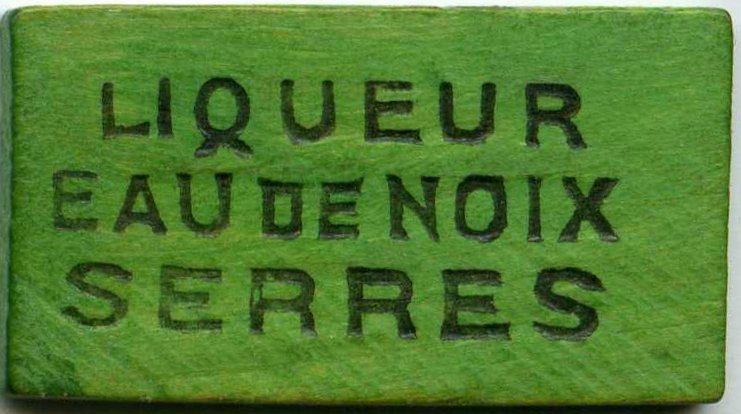 LIQUEUR
EAU DE NOIX
SERRES